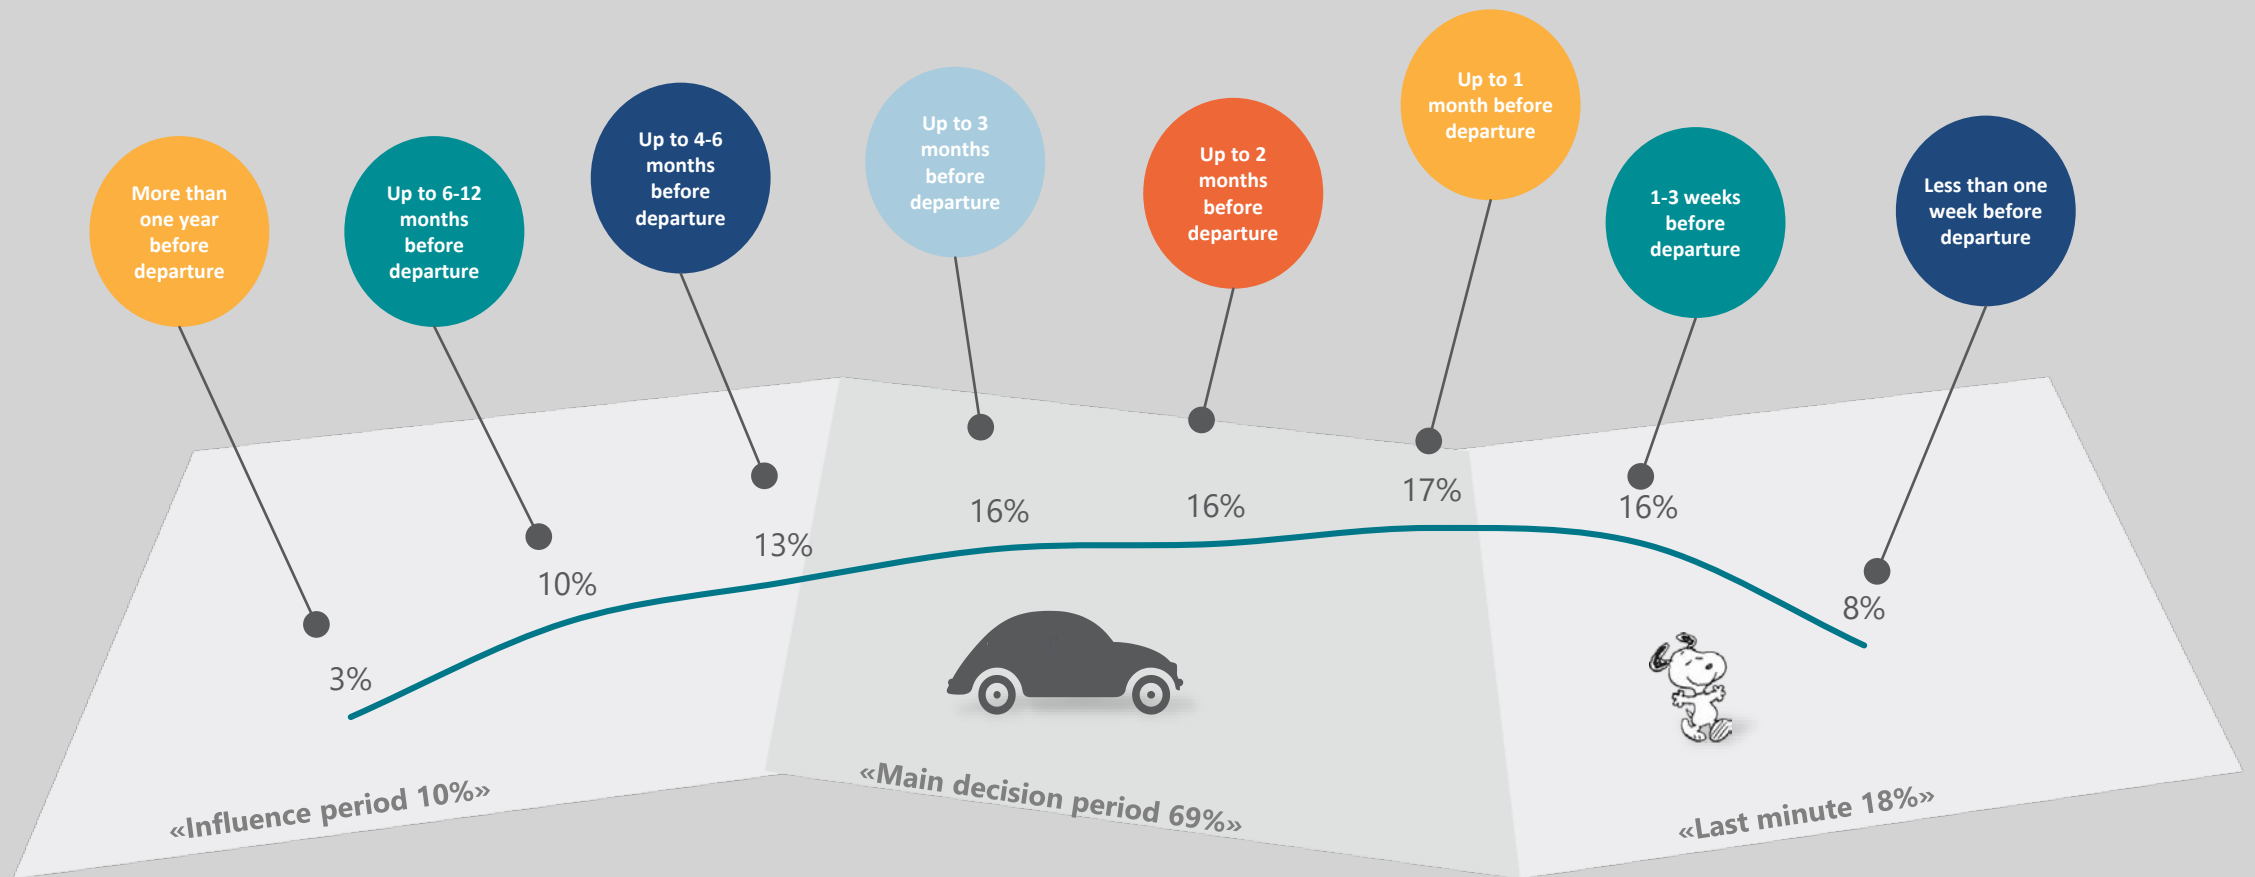 More than
one year
before
departure
Up to 6-12
months
before
departure
Up to 4-6
months
before
departure
Up to 3
months
before
departure
Up to 2
months
before
departure
Up to 1
month before
departure
1-3 weeks
before
departure
Less than one
week before
departure
3%
10%
13%
16%
16%
17%
16%
8%
«Influence period 10%»
«Main decision period 69%»
«Last minute 18%»